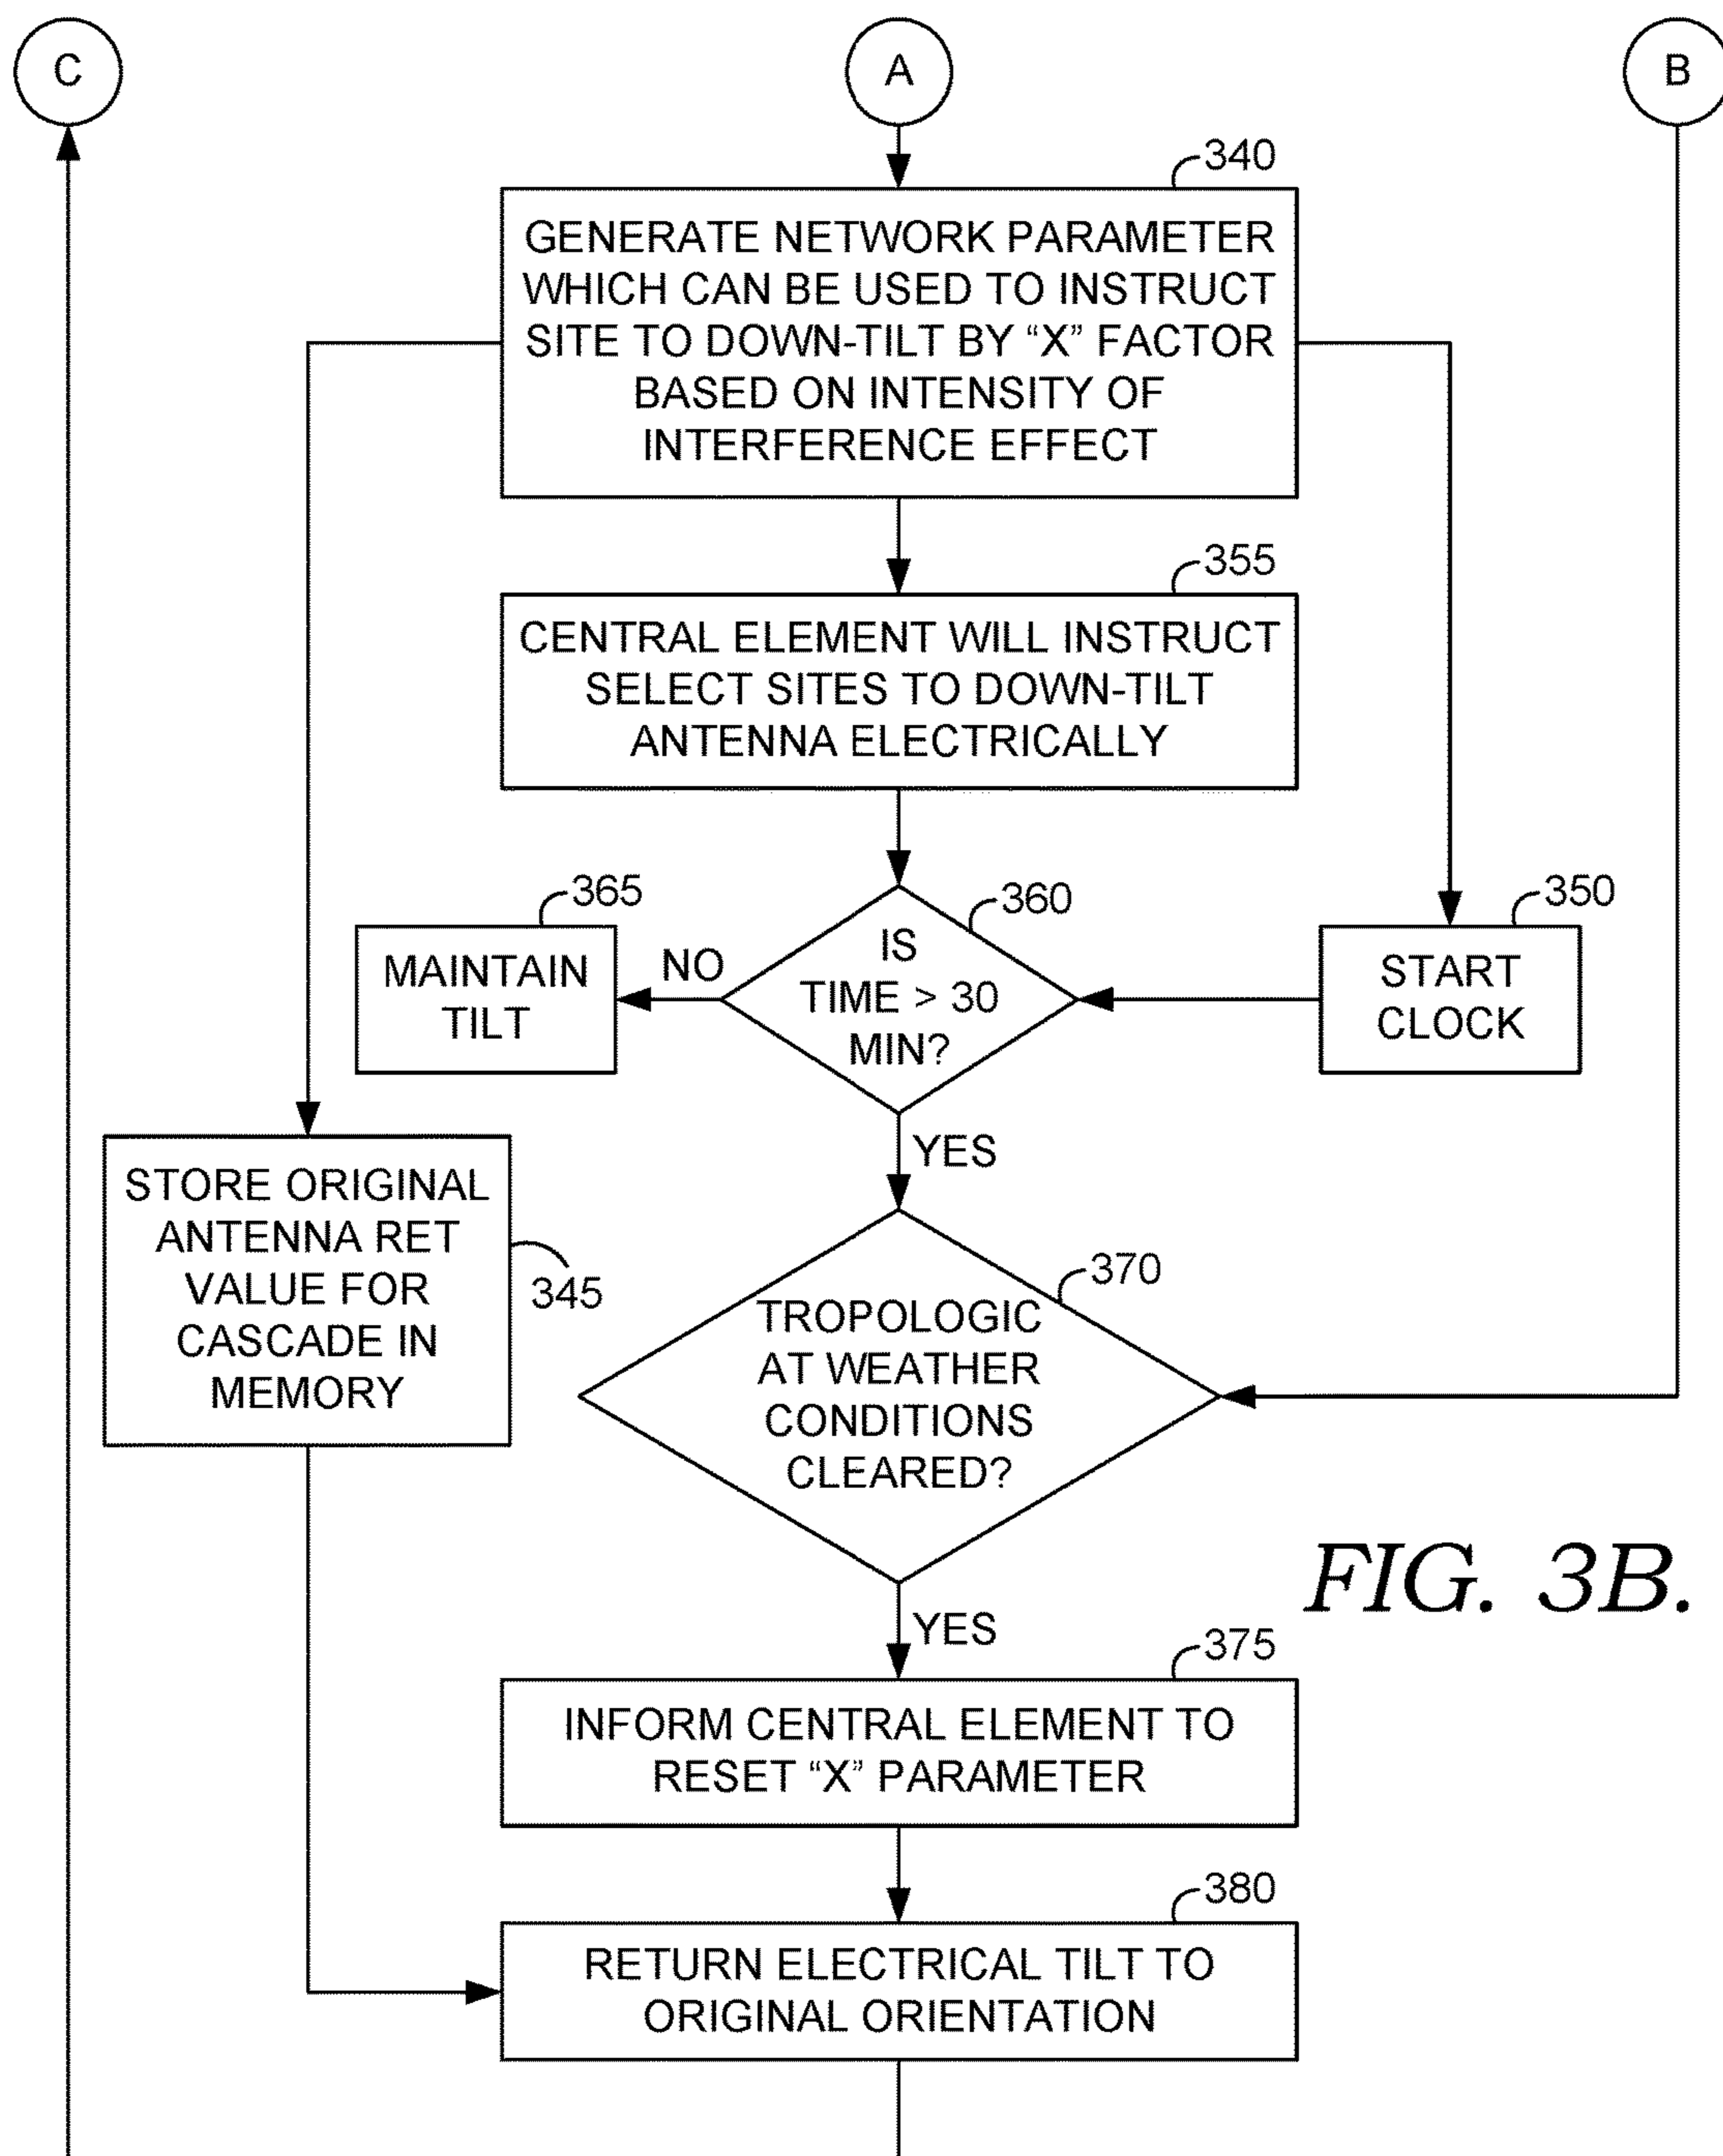 C
A
B
340
GENERATE NETWORK PARAMETER
WHICH CAN BE USED TO INSTRUCT
SITE TO DOWN-TILT BY “X” FACTOR
BASED ON INTENSITY OF
INTERFERENCE EFFECT
355
CENTRAL ELEMENT WILL INSTRUCT
SELECT SITES TO DOWN-TILT
ANTENNA ELECTRICALLY
365
MAINTAIN
TILT
NO
360
IS
TIME > 30
MIN?
350
START
CLOCK
YES
STORE ORIGINAL
ANTENNA RET
VALUE FOR
CASCADE IN
MEMORY
345
370
TROPOLOGIC
AT WEATHER
CONDITIONS
CLEARED?
FIG. 3B.
YES
375
INFORM CENTRAL ELEMENT TO
RESET “X” PARAMETER
380
RETURN ELECTRICAL TILT TO
ORIGINAL ORIENTATION